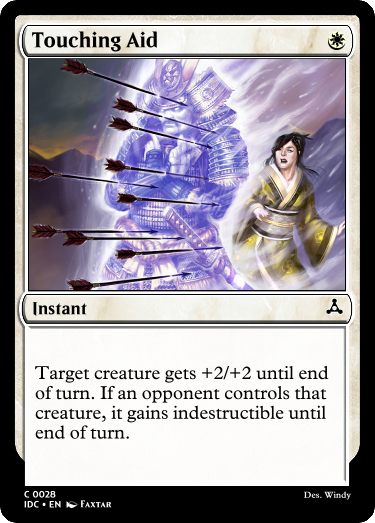 Touching Aid
Instant
Target creature gets +2/+2 until end
of turn. If an opponent controls that
creature, it gains indestructible until
end of turn.
C 0028
IDC • EN Faxtar
Des. Windy